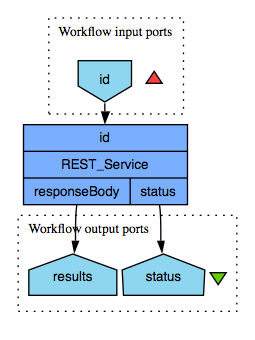 Workflow input ports
id
id
REST_Service
responseBody status
Workflow output ports
results status